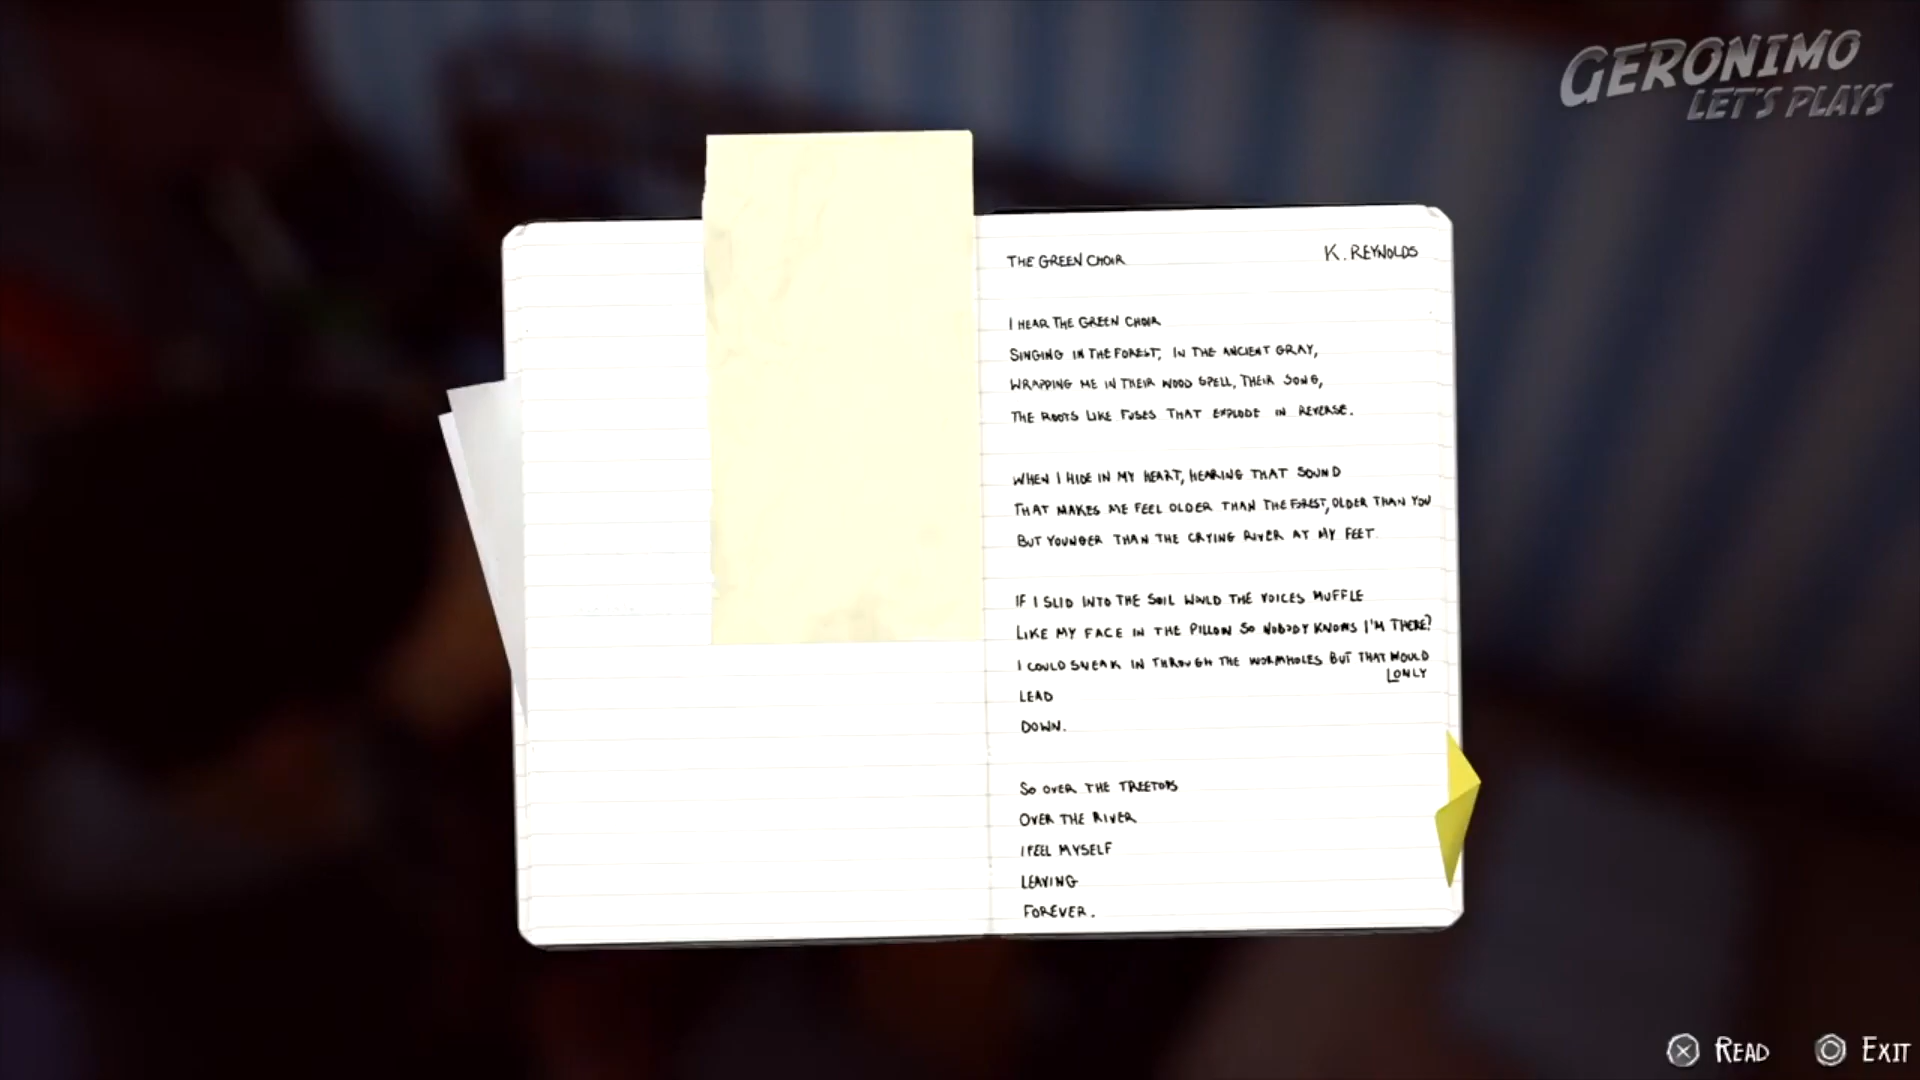 GERONIMO
LET'S PLAYS
THE GREEN CHOIR
K. REYNOLDS
I HEAR THE GREEN CHOIR
SINGING IN THE FOREST, IN THE ANCIENT GRAY,
WRAPPING ME IN THEIR WOOD SPELL, THEIR SONG,
THE ROOTS LIKE FUSES THAT EXPLODE IN REVERSE.
WHEN I HIDE IN MY HEART, HEARING THAT SOUND
THAT MAKES ME FEEL OLDER THAN THE FOREST, OLDER THAN YOU
BUT YOUNGER THAN THE CRYING RIVER AT MY FEET.
IF I SLID INTO THE SOIL WOULD THE VOICES MUFFLE
LIKE MY FACE IN THE PILLOW SO NOBODY KNOWS I'M THERE?
I COULD SNEAK IN THROUGH THE WORMHOLES BUT THAT WOULD
ONLY
LEAD
DOWN.
SO OVER THE TREETOPS
OVER THE RIVER
I FEEL MYSELF
LEAVING
FOREVER.
READ
EXIT